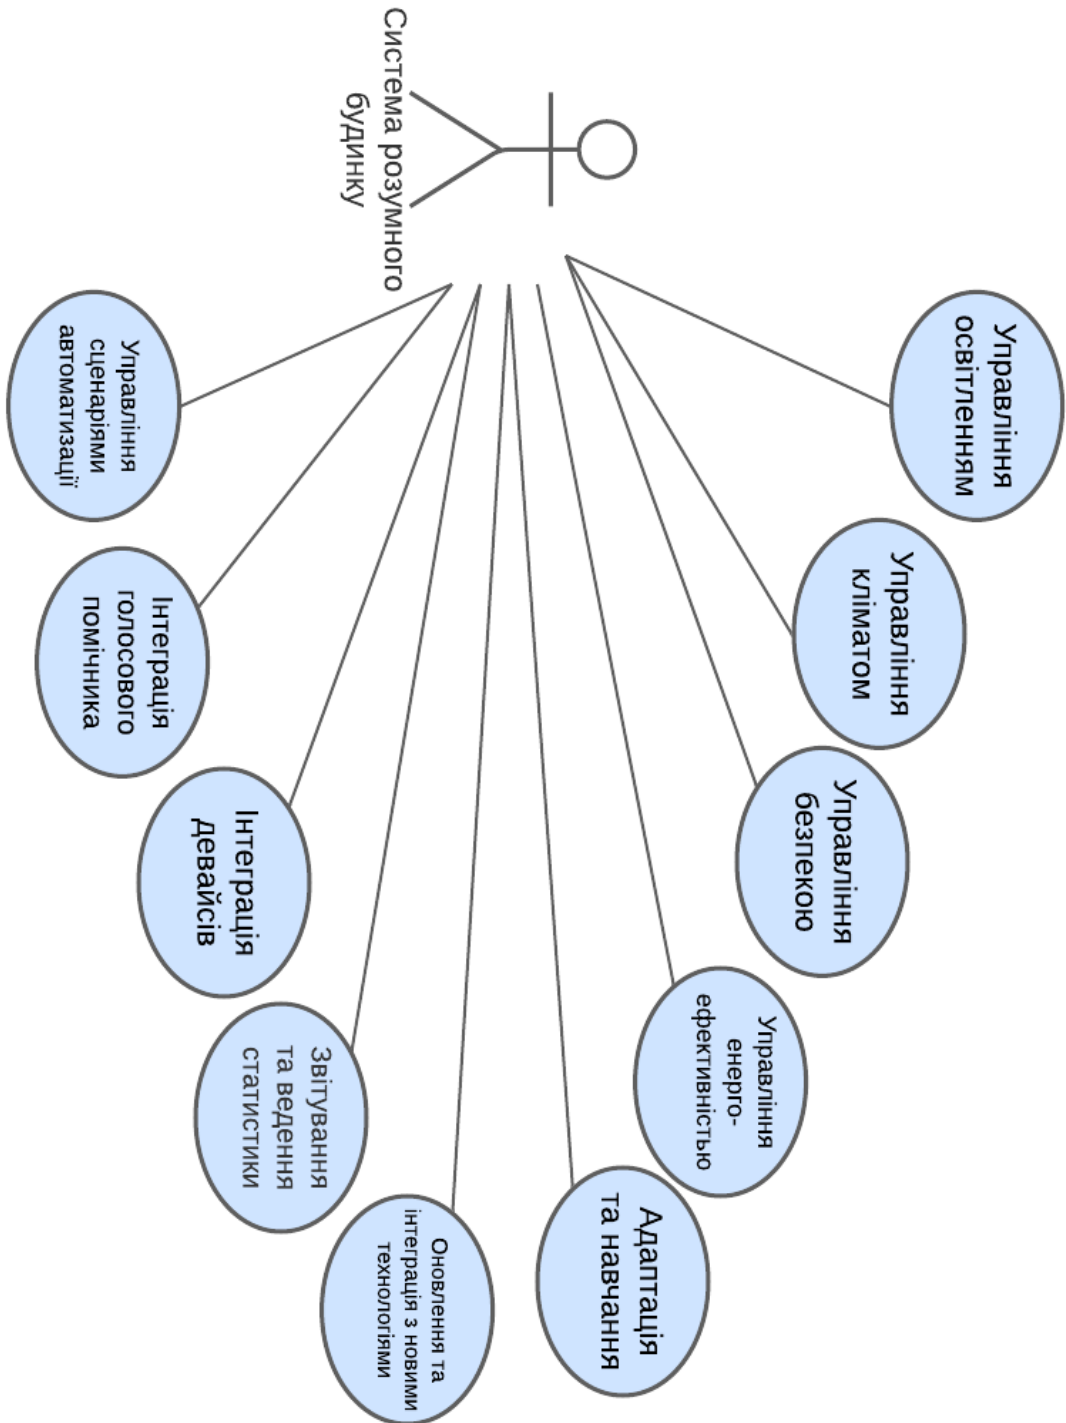 Система розумного
будинку
Управління
освітленням
Управління
кліматом
Управління
безпекою
Управління
енерго-
ефективністью
Адаптація
та навчання
Оновлення та
інтеграція з новими
технологіями
Звітування
та ведення
статистики
Інтеграція
девайсів
Інтеграція
голосового
помічника
Управління
сценаріями
автоматизації